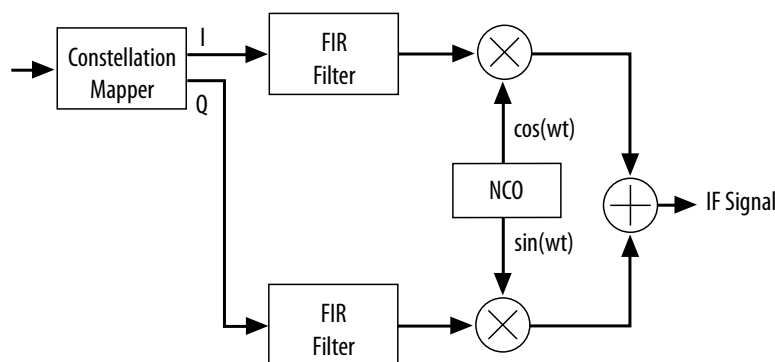 Constellation
Mapper
I
Q
FIR
Filter
cos(wt)
NCO
sin(wt)
IF Signal
FIR
Filter